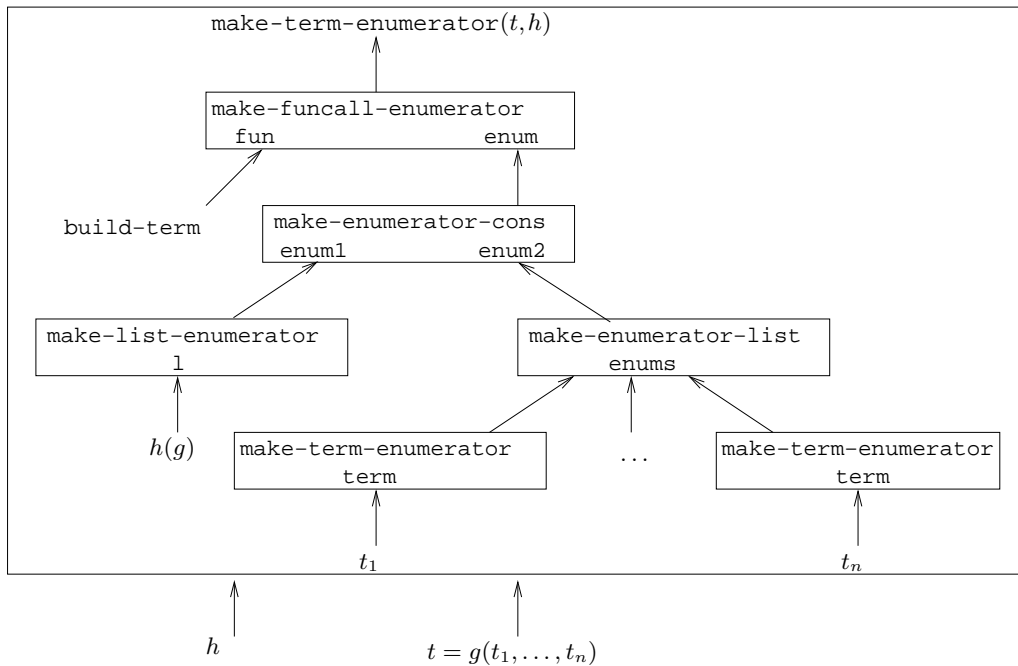 make-term-enumerator(t, h)
make-funcall-enumerator
fun enum
build-term
make-enumerator-cons
enum1 enum2
make-list-enumerator
l
make-enumerator-list
enums
h(g)
make-term-enumerator
term
...
make-term-enumerator
term
t₁
tₙ
h
t = g(t₁, . . . , tₙ)